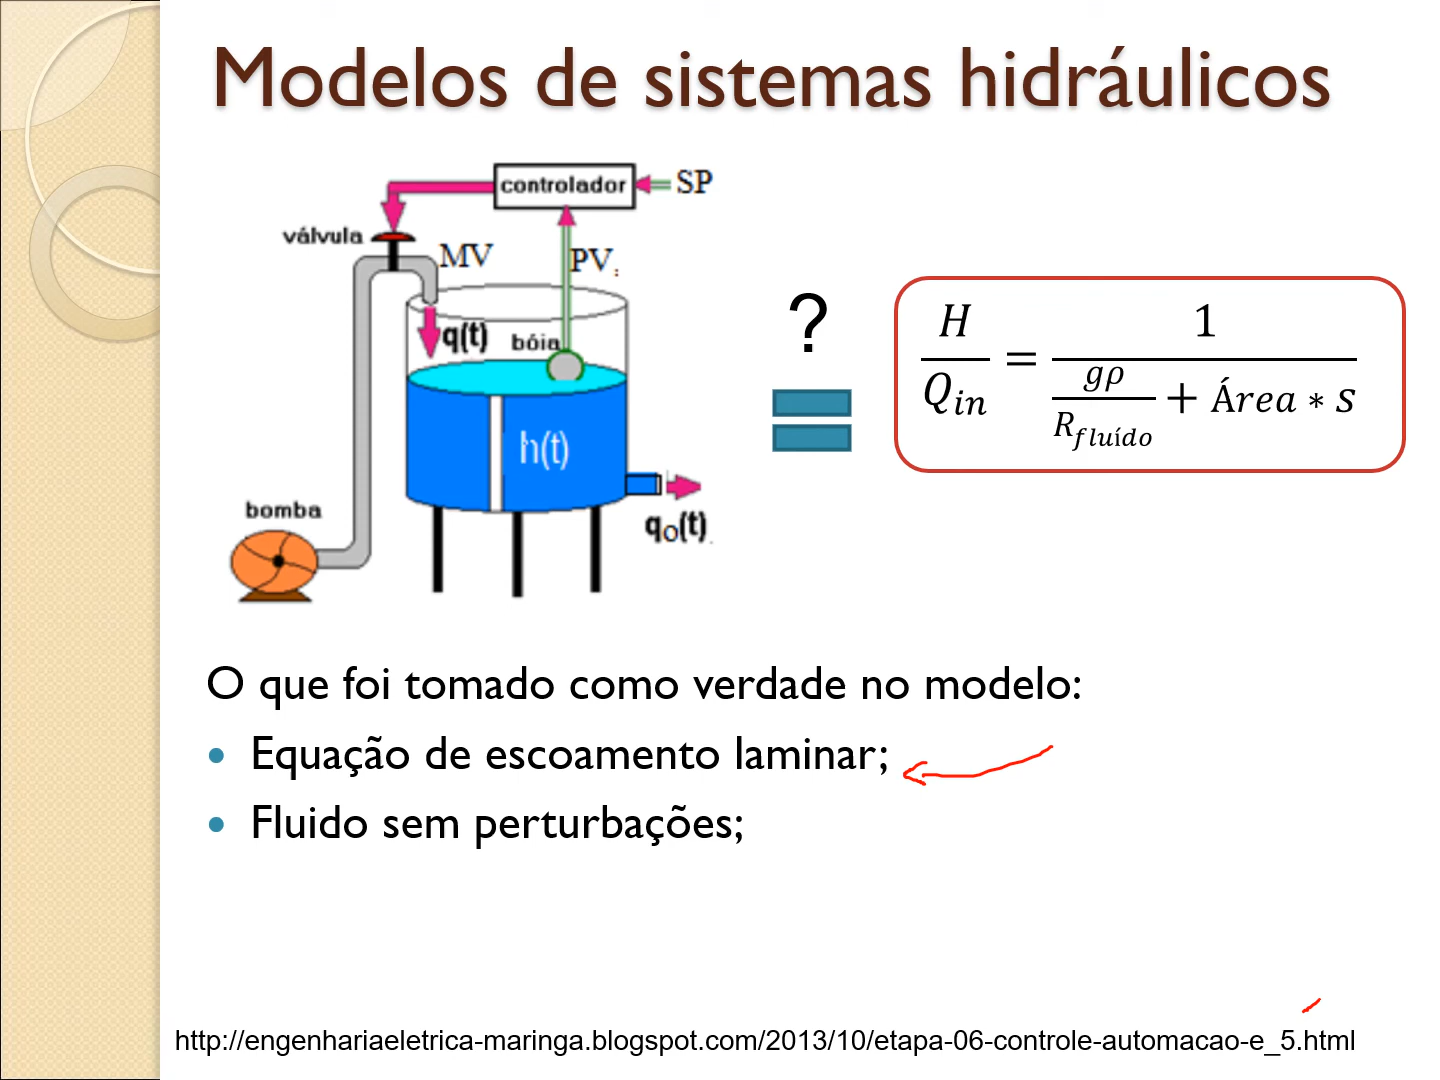 Modelos de sistemas hidráulicos
controlador
SP
válvula
MV
PV
q(t)
bóia
h(t)
bomba
qo(t)
?
H / Q_in = 1 / (gρ / R_fluído + Área * s)
O que foi tomado como verdade no modelo:
• Equação de escoamento laminar;
• Fluido sem perturbações;
http://engenhariaeletrica-maringa.blogspot.com/2013/10/etapa-06-controle-automacao-e_5.html